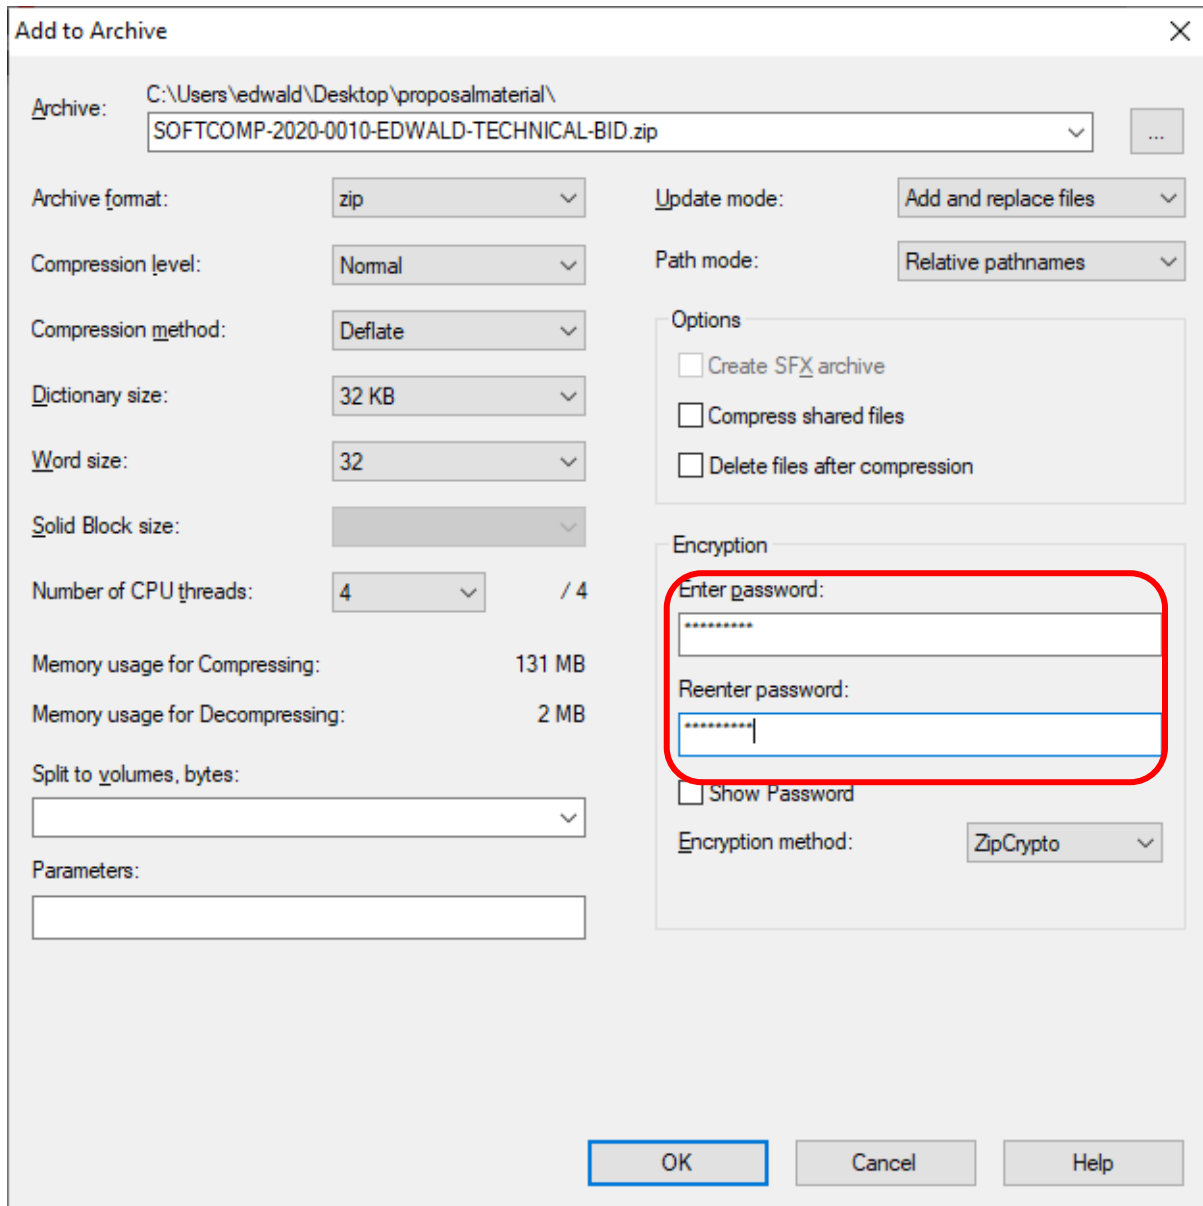 Add to Archive
Archive:
C:\Users\edwald\Desktop\proposalmaterial\
SOFTCOMP-2020-0010-EDWALD-TECHNICAL-BID.zip
...
Archive format:
zip
Compression level:
Normal
Compression method:
Deflate
Dictionary size:
32 KB
Word size:
32
Solid Block size:
Number of CPU threads:
4
/ 4
Memory usage for Compressing:
131 MB
Memory usage for Decompressing:
2 MB
Split to volumes, bytes:
Parameters:
Update mode:
Add and replace files
Path mode:
Relative pathnames
Options
Create SFX archive
Compress shared files
Delete files after compression
Encryption
Enter password:
*********
Reenter password:
*********
Show Password
Encryption method:
ZipCrypto
OK
Cancel
Help